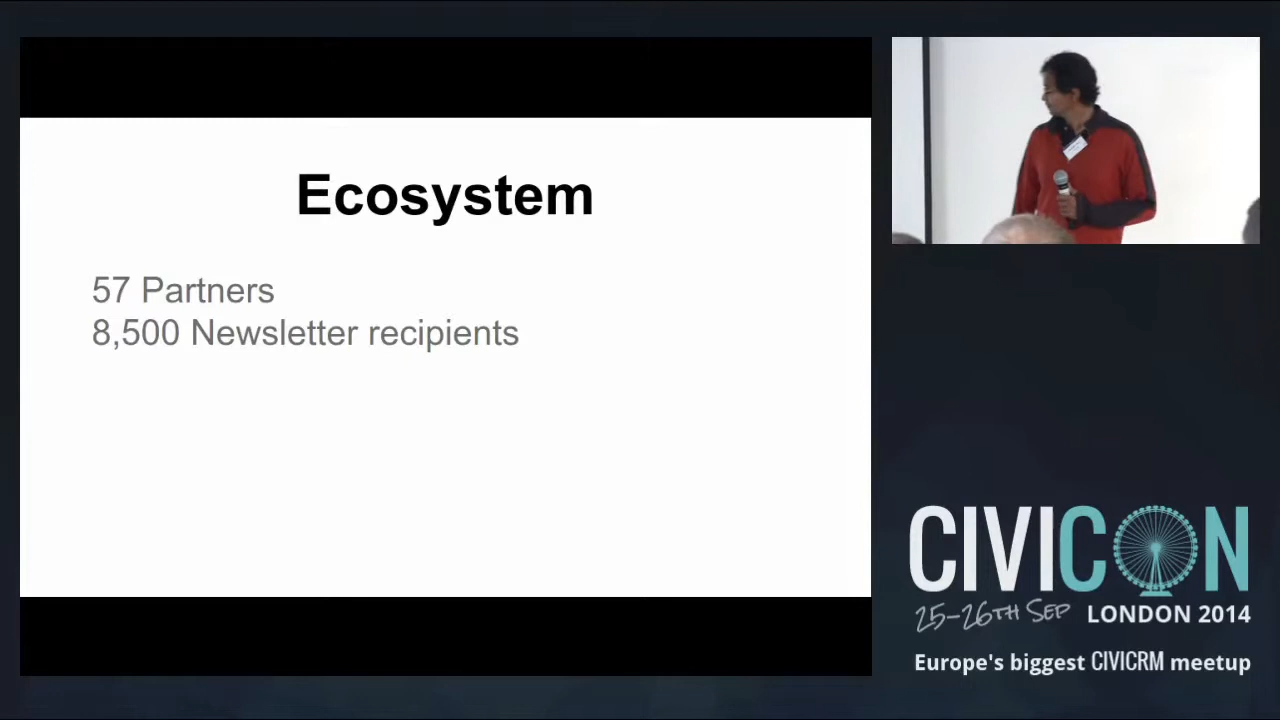 Ecosystem
57 Partners
8,500 Newsletter recipients
CIVICON
25-26TH SEP LONDON 2014
Europe's biggest CIVICRM meetup